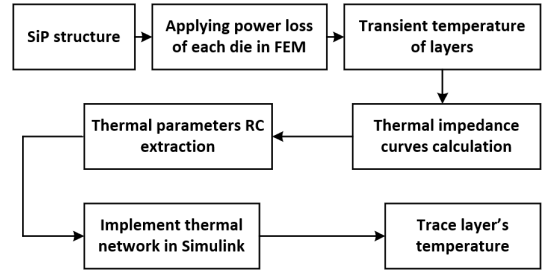 SiP structure
Applying power loss
of each die in FEM
Transient temperature
of layers
Thermal impedance
curves calculation
Thermal parameters RC
extraction
Implement thermal
network in Simulink
Trace layer's
temperature